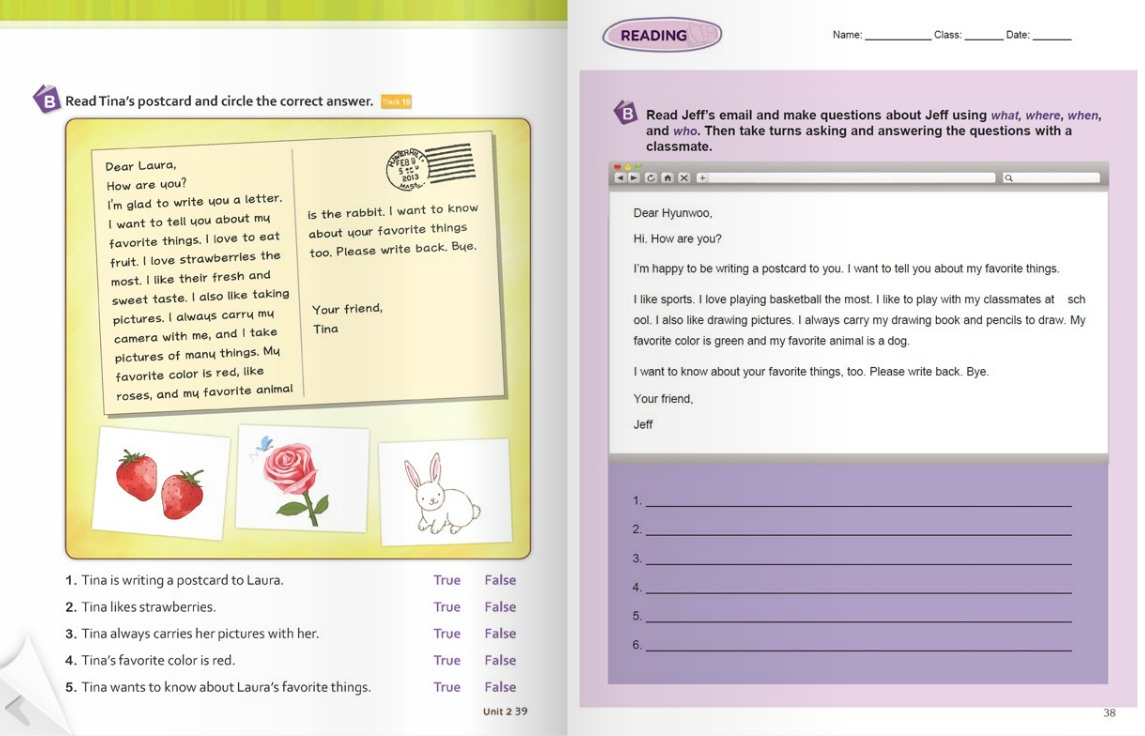 B Read Tina's postcard and circle the correct answer. Track 19
Dear Laura,
How are you?
I'm glad to write you a letter.
I want to tell you about my
favorite things. I love to eat
fruit. I love strawberries the
most. I like their fresh and
sweet taste. I also like taking
pictures. I always carry my
camera with me, and I take
pictures of many things. My
favorite color is red, like
roses, and my favorite animal
FEB 9
2013
MASS.
is the rabbit. I want to know
about your favorite things
too. Please write back. Bye.
Your friend,
Tina
1. Tina is writing a postcard to Laura. True False
2. Tina likes strawberries. True False
3. Tina always carries her pictures with her. True False
4. Tina's favorite color is red. True False
5. Tina wants to know about Laura's favorite things. True False
Unit 2 39
READING
Name: ___________ Class: ______ Date: ______
B Read Jeff's email and make questions about Jeff using what, where, when,
and who. Then take turns asking and answering the questions with a
classmate.
Dear Hyunwoo,
Hi. How are you?
I'm happy to be writing a postcard to you. I want to tell you about my favorite things.
I like sports. I love playing basketball the most. I like to play with my classmates at sch
ool. I also like drawing pictures. I always carry my drawing book and pencils to draw. My
favorite color is green and my favorite animal is a dog.
I want to know about your favorite things, too. Please write back. Bye.
Your friend,
Jeff
1.
2.
3.
4.
5.
6.
38